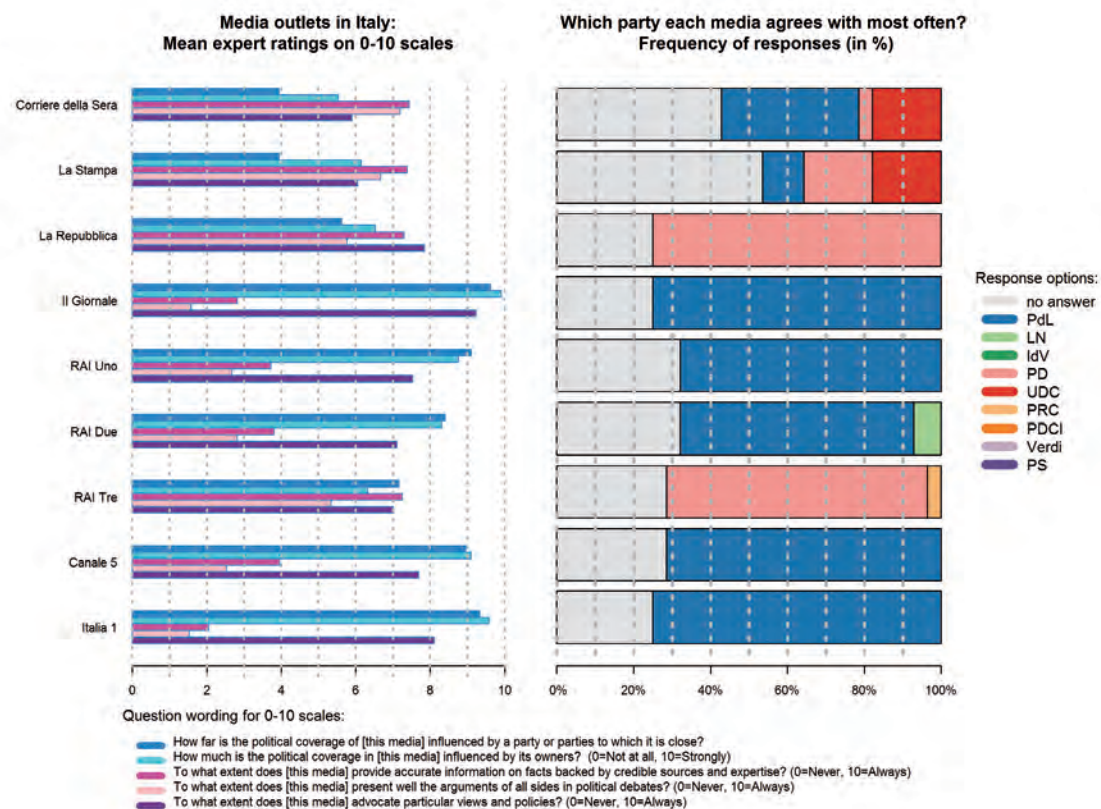 Media outlets in Italy:
Mean expert ratings on 0-10 scales
Which party each media agrees with most often?
Frequency of responses (in %)
Corriere della Sera
La Stampa
La Repubblica
Il Giornale
RAI Uno
RAI Due
RAI Tre
Canale 5
Italia 1
0 2 4 6 8 10
0% 20% 40% 60% 80% 100%
Response options:
no answer
PdL
LN
IdV
PD
UDC
PRC
PDCI
Verdi
PS
Question wording for 0-10 scales:
How far is the political coverage of [this media] influenced by a party or parties to which it is close?
How much is the political coverage in [this media] influenced by its owners? (0=Not at all, 10=Strongly)
To what extent does [this media] provide accurate information on facts backed by credible sources and expertise? (0=Never, 10=Always)
To what extent does [this media] present well the arguments of all sides in political debates? (0=Never, 10=Always)
To what extent does [this media] advocate particular views and policies? (0=Never, 10=Always)